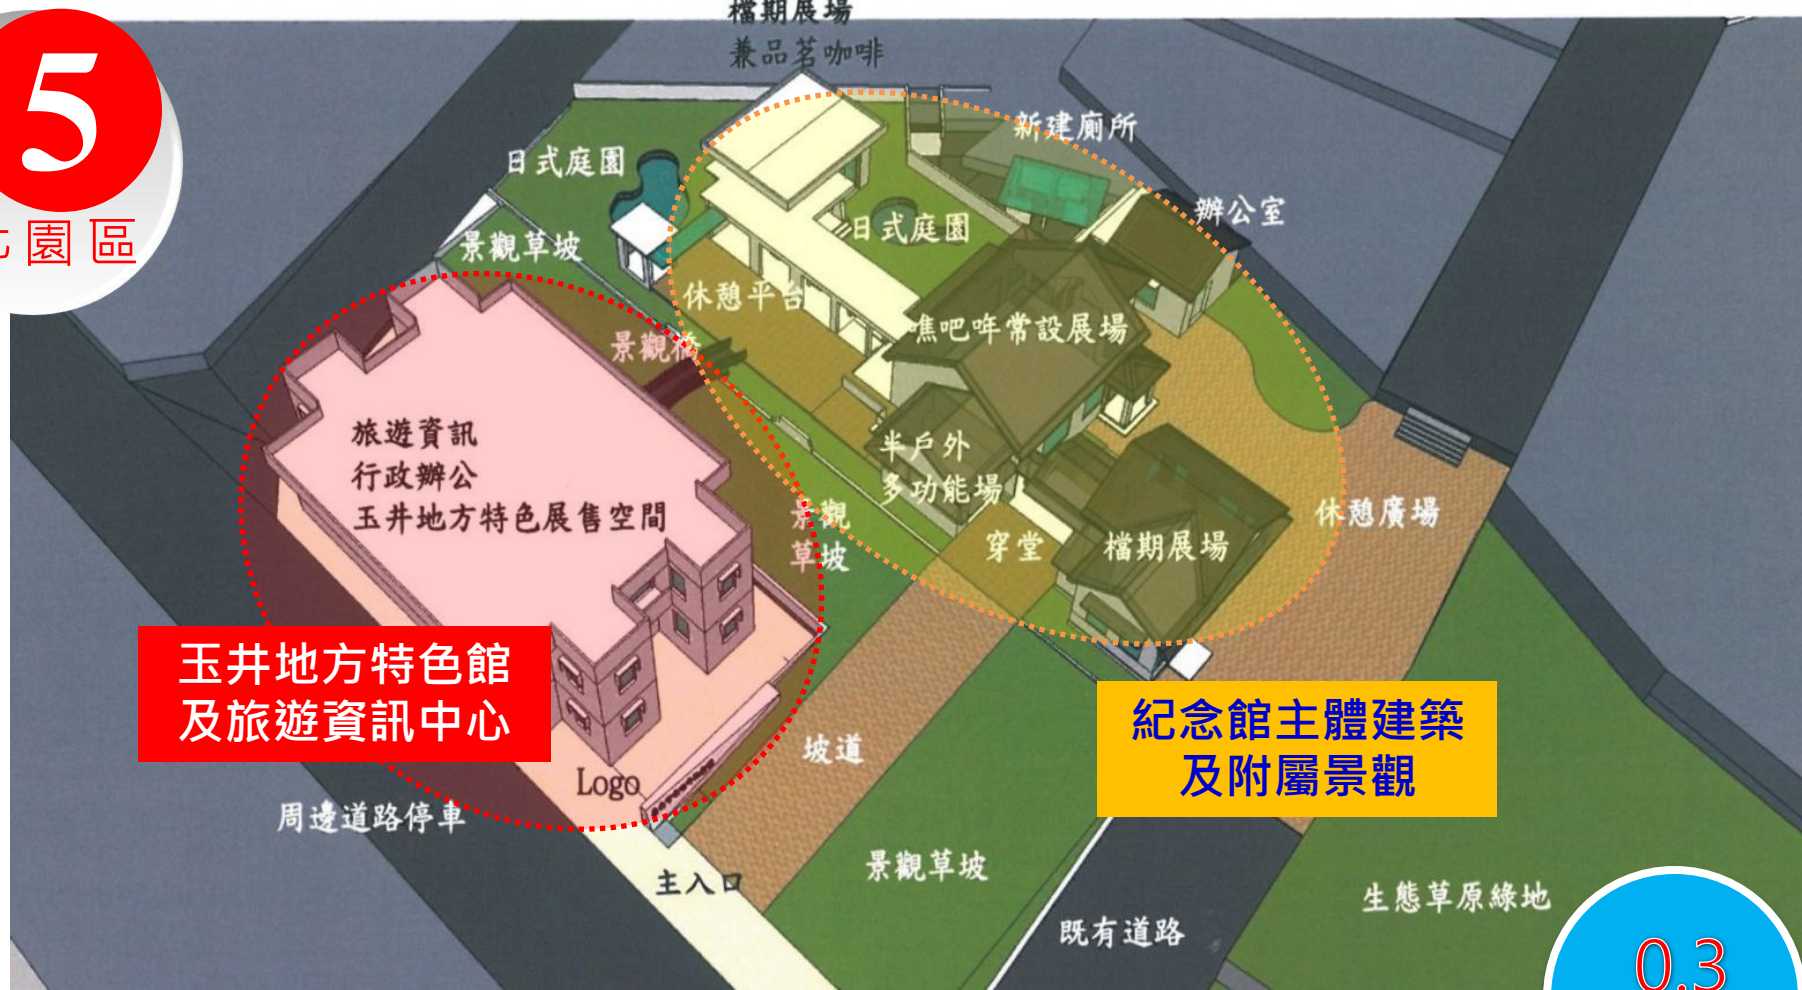 檔期展場
兼品茗咖啡
5
園區
新建廁所
日式庭園
辦公室
日式庭園
景觀草坡
休憩平台
噍吧哖常設展場
景觀橋
旅遊資訊
行政辦公
玉井地方特色展售空間
半戶外
多功能場
景觀
草坡
休憩廣場
穿堂
檔期展場
玉井地方特色館
及旅遊資訊中心
紀念館主體建築
及附屬景觀
坡道
Logo
周邊道路停車
主入口
景觀草坡
生態草原綠地
既有道路
0.3